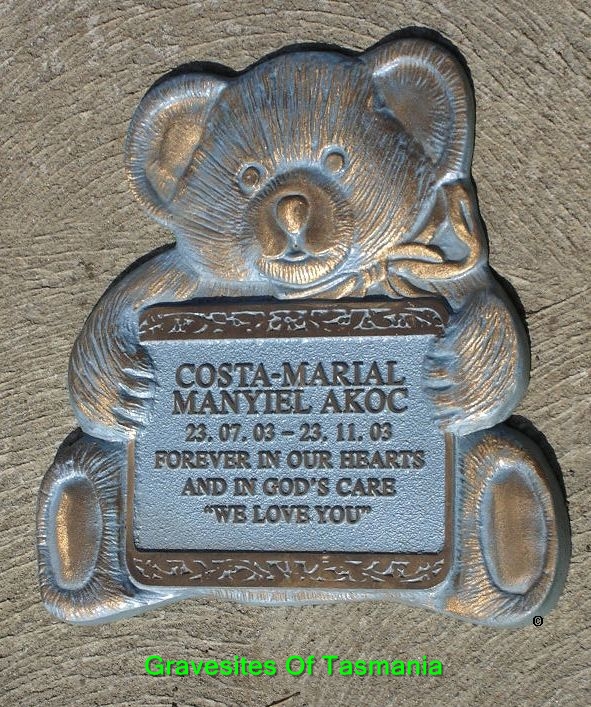 COSTA-MARIAL
MANYIEL AKOC
23. 07. 03 – 23. 11. 03
FOREVER IN OUR HEARTS
AND IN GOD'S CARE
"WE LOVE YOU"
©
Gravesites Of Tasmania